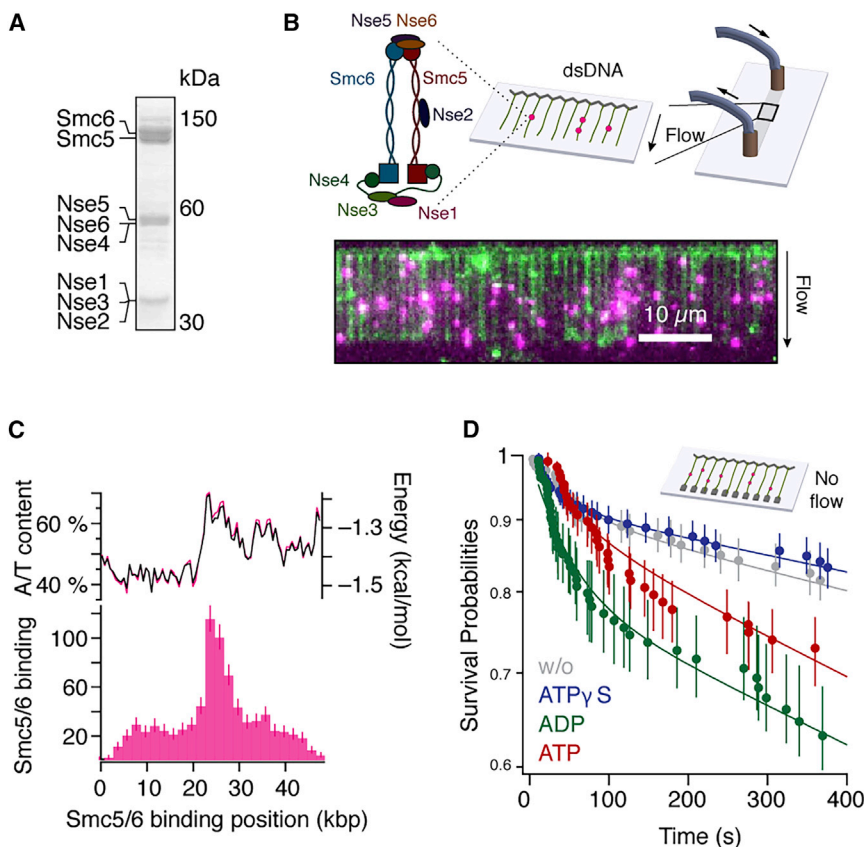 A
kDa
Smc6
Smc5
150
Nse5
Nse6
Nse4
60
Nse1
Nse3
Nse2
30
B
Nse5 Nse6
Smc6
Smc5
Nse2
Nse4
Nse3
Nse1
dsDNA
Flow
Flow
10 µm
C
A/T content
60 %
40 %
Energy (kcal/mol)
−1.3
−1.5
Smc5/6 binding
100
60
20
0 10 20 30 40
Smc5/6 binding position (kbp)
D
No
flow
Survival Probabilities
1
0.9
0.8
0.7
0.6
w/o
ATPγ S
ADP
ATP
0 100 200 300 400
Time (s)